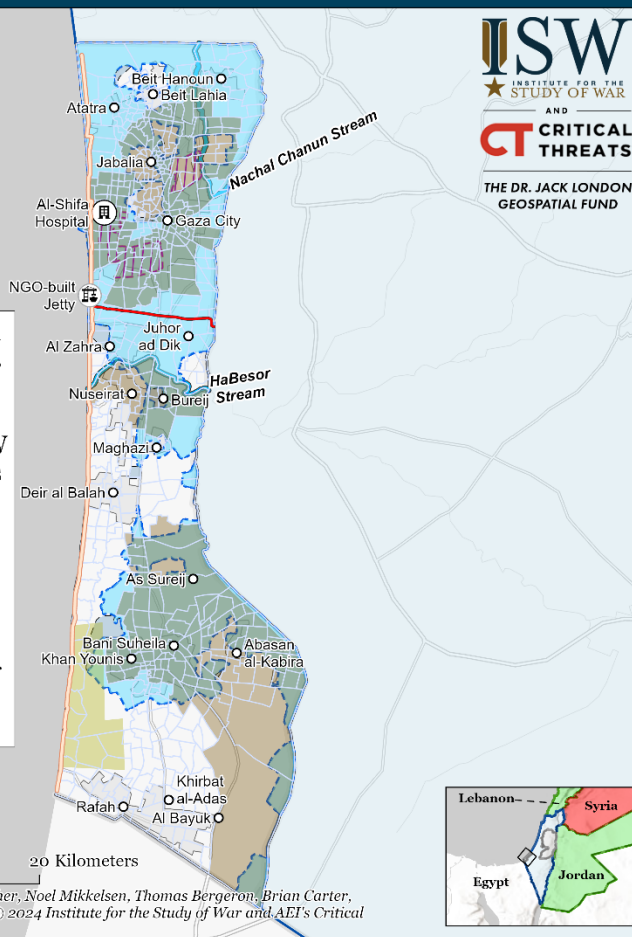 ISW
INSTITUTE FOR THE
STUDY OF WAR
AND
CT CRITICAL
THREATS
THE DR. JACK LONDON
GEOSPATIAL FUND
Beit Hanoun
Beit Lahia
Atatra
Nachal Chanun Stream
Jabalia
Al-Shifa
Hospital
Gaza City
NGO-built
Jetty
Juhor
ad Dik
Al Zahra
HaBesor
Stream
Nuseirat
Bureij
Maghazi
Deir al Balah
As Sureij
Bani Suheila
Khan Younis
Abasan
al-Kabira
Khirbat
al-Adas
Rafah
Al Bayuk
Lebanon
Syria
Jordan
Egypt
20 Kilometers
Noel Mikkelsen, Thomas Bergeron, Brian Carter,
© 2024 Institute for the Study of War and AEI's Critical